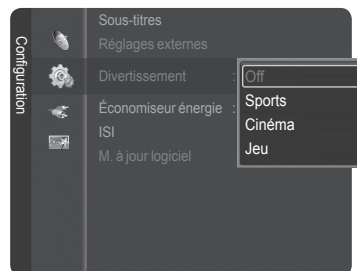 Configuration
Sous-titres
Réglages externes
Divertissement :
Économiseur énergie :
ISI
M. à jour logiciel
Off
Sports
Cinéma
Jeu